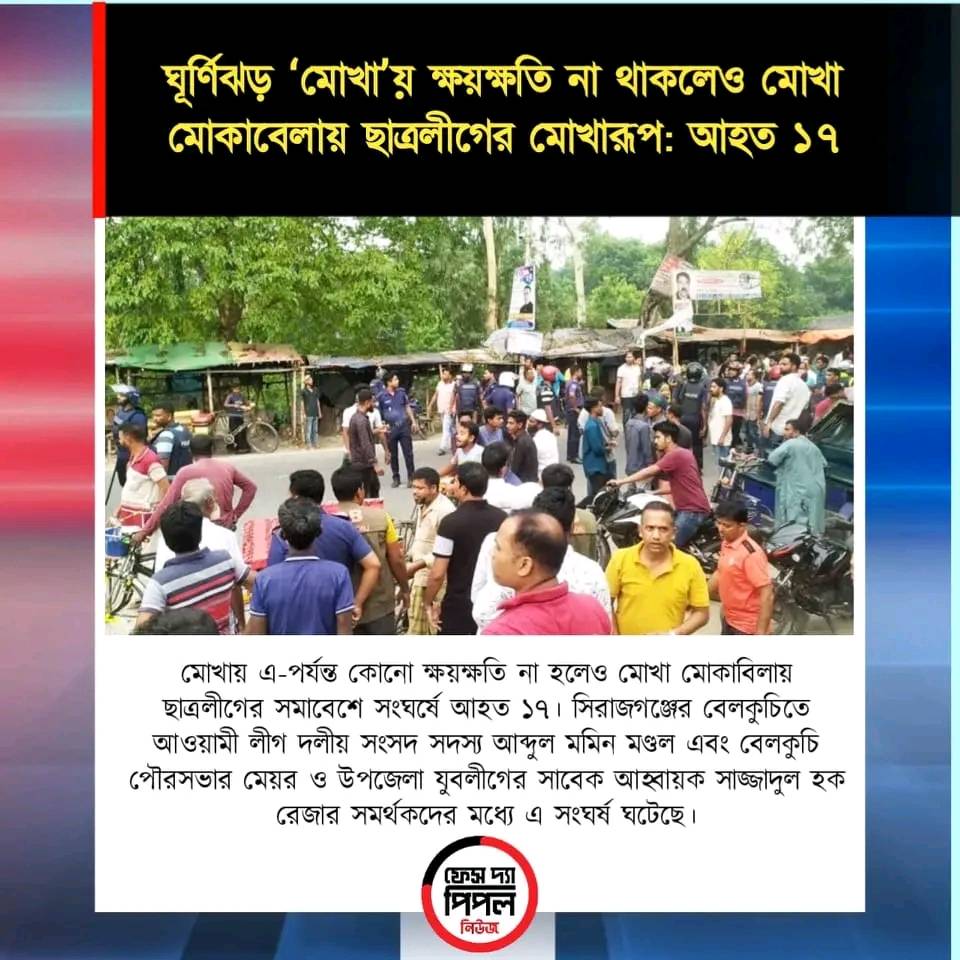 ঘূর্ণিঝড় ‘মোখা’য় ক্ষয়ক্ষতি না থাকলেও মোখা
মোকাবেলায় ছাত্রলীগের মোখারূপ: আহত ১৭
মোখায় এ-পর্যন্ত কোনো ক্ষয়ক্ষতি না হলেও মোখা মোকাবিলায়
ছাত্রলীগের সমাবেশে সংঘর্ষে আহত ১৭। সিরাজগঞ্জের বেলকুচিতে
আওয়ামী লীগ দলীয় সংসদ সদস্য আব্দুল মমিন মণ্ডল এবং বেলকুচি
পৌরসভার মেয়র ও উপজেলা যুবলীগের সাবেক আহ্বায়ক সাজ্জাদুল হক
রেজার সমর্থকদের মধ্যে এ সংঘর্ষ ঘটেছে।
ফেস দ্যা
পিপল
নিউজ